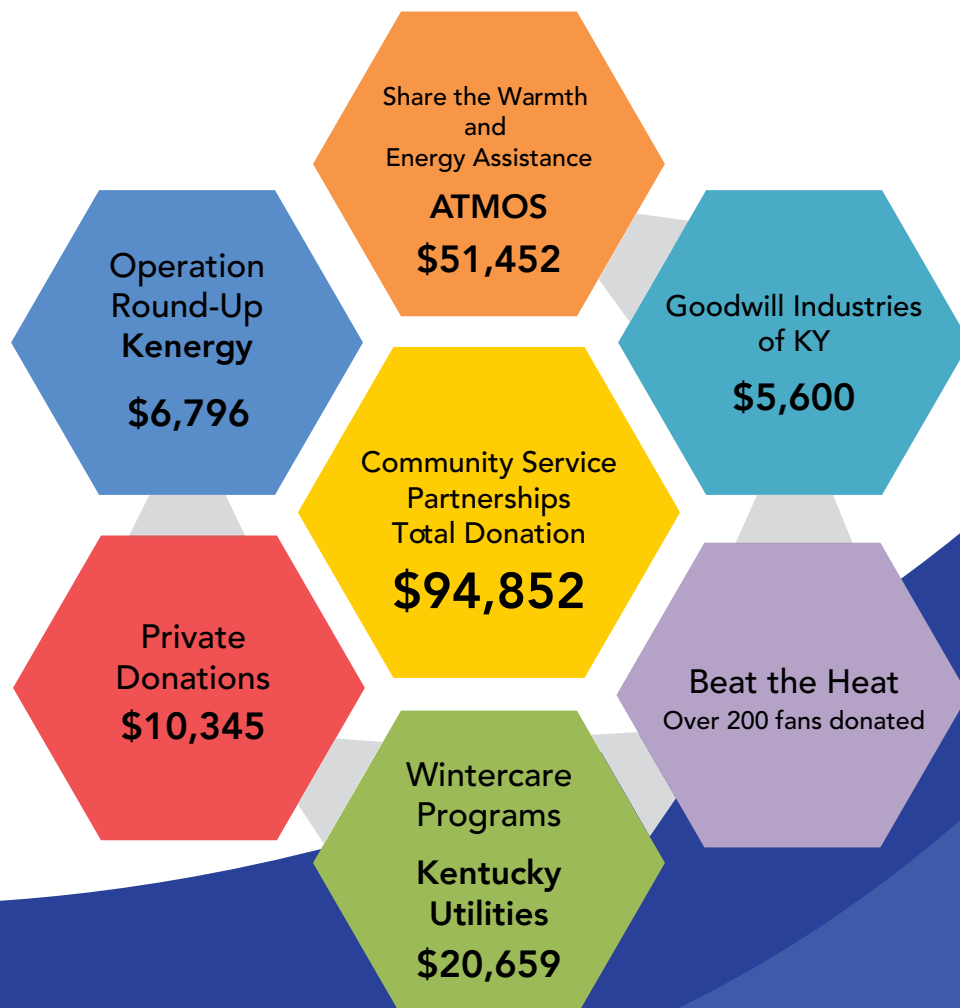 Share the Warmth
and
Energy Assistance
ATMOS
$51,452
Operation
Round-Up
Kenergy
$6,796
Goodwill Industries
of KY
$5,600
Community Service
Partnerships
Total Donation
$94,852
Private
Donations
$10,345
Beat the Heat
Over 200 fans donated
Wintercare
Programs
Kentucky
Utilities
$20,659